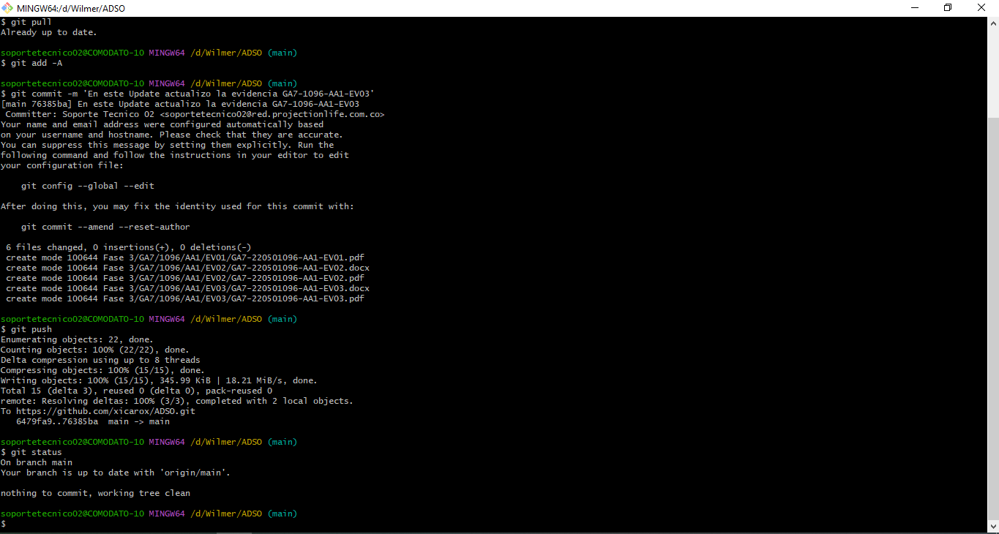 MINGW64:/d/Wilmer/ADSO
$ git pull
Already up to date.
soportetecnico02@COMODATO-10 MINGW64 /d/Wilmer/ADSO (main)
$ git add -A
soportetecnico02@COMODATO-10 MINGW64 /d/Wilmer/ADSO (main)
$ git commit -m 'En este Update actualizo la evidencia GA7-1096-AA1-EV03'
[main 76385ba] En este Update actualizo la evidencia GA7-1096-AA1-EV03
Committer: Soporte Tecnico 02 <soportetecnico02@red.projectionlife.com.co>
Your name and email address were configured automatically based
on your username and hostname. Please check that they are accurate.
You can suppress this message by setting them explicitly. Run the
following command and follow the instructions in your editor to edit
your configuration file:
git config --global --edit
After doing this, you may fix the identity used for this commit with:
git commit --amend --reset-author
6 files changed, 0 insertions(+), 0 deletions(-)
create mode 100644 Fase 3/GA7/1096/AA1/EV01/GA7-220501096-AA1-EV01.pdf
create mode 100644 Fase 3/GA7/1096/AA1/EV02/GA7-220501096-AA1-EV02.docx
create mode 100644 Fase 3/GA7/1096/AA1/EV02/GA7-220501096-AA1-EV02.pdf
create mode 100644 Fase 3/GA7/1096/AA1/EV03/GA7-220501096-AA1-EV03.docx
create mode 100644 Fase 3/GA7/1096/AA1/EV03/GA7-220501096-AA1-EV03.pdf
soportetecnico02@COMODATO-10 MINGW64 /d/Wilmer/ADSO (main)
$ git push
Enumerating objects: 22, done.
Counting objects: 100% (22/22), done.
Delta compression using up to 8 threads
Compressing objects: 100% (15/15), done.
Writing objects: 100% (15/15), 345.99 KiB | 18.21 MiB/s, done.
Total 15 (delta 3), reused 0 (delta 0), pack-reused 0
remote: Resolving deltas: 100% (3/3), completed with 2 local objects.
To https://github.com/xicarox/ADSO.git
6479fa9..76385ba  main -> main
soportetecnico02@COMODATO-10 MINGW64 /d/Wilmer/ADSO (main)
$ git status
On branch main
Your branch is up to date with 'origin/main'.
nothing to commit, working tree clean
soportetecnico02@COMODATO-10 MINGW64 /d/Wilmer/ADSO (main)
$